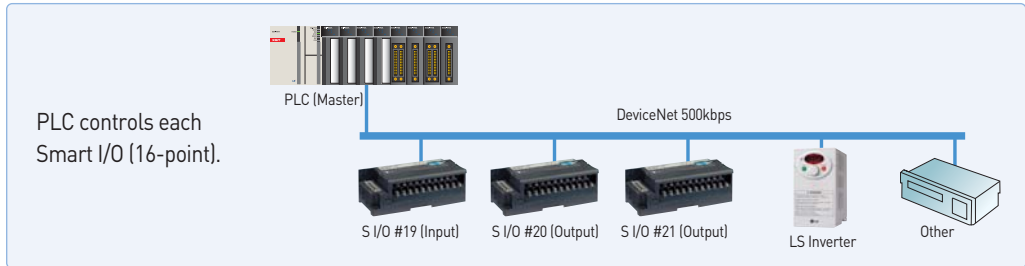 PLC (Master)
PLC controls each
Smart I/O (16-point).
DeviceNet 500kbps
S I/O #19 (Input)
S I/O #20 (Output)
S I/O #21 (Output)
LS Inverter
Other